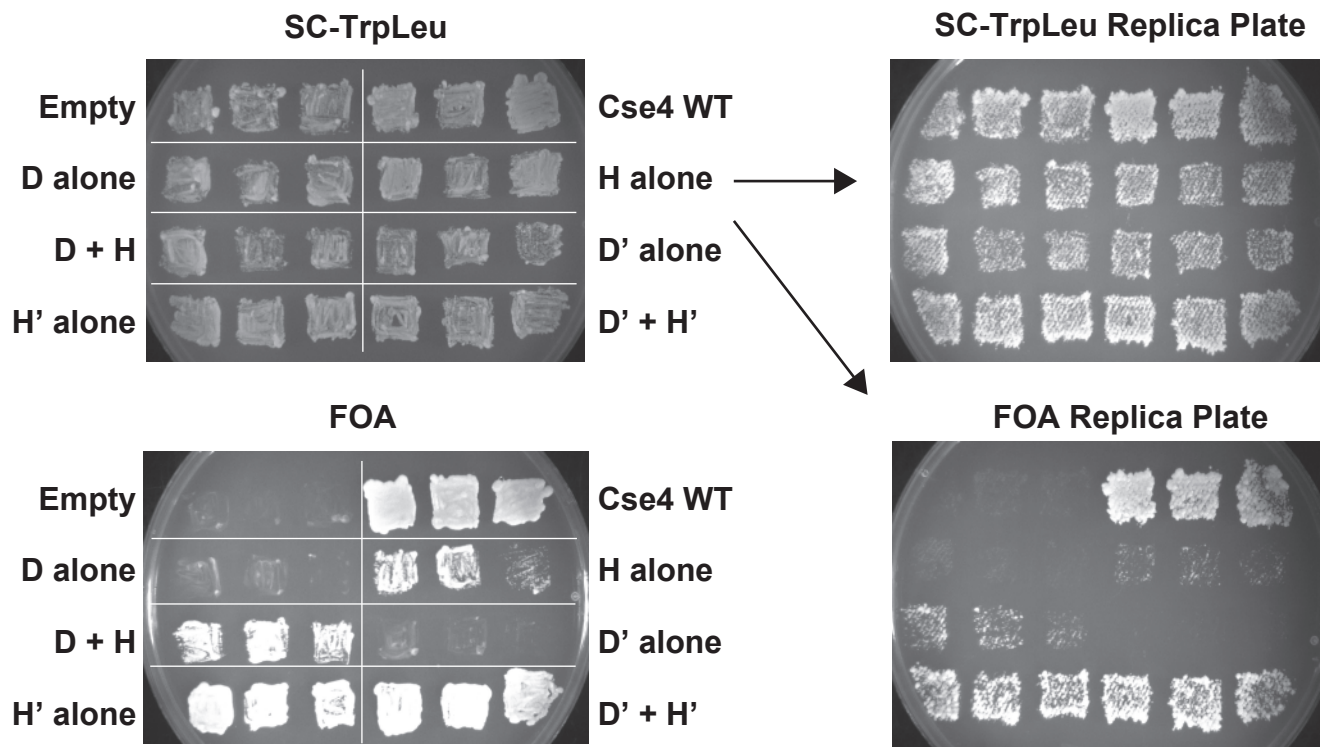 SC-TrpLeu
SC-TrpLeu Replica Plate
Empty
Cse4 WT
D alone
H alone
D + H
D’ alone
H’ alone
D’ + H’
FOA
FOA Replica Plate
Empty
Cse4 WT
D alone
H alone
D + H
D’ alone
H’ alone
D’ + H’